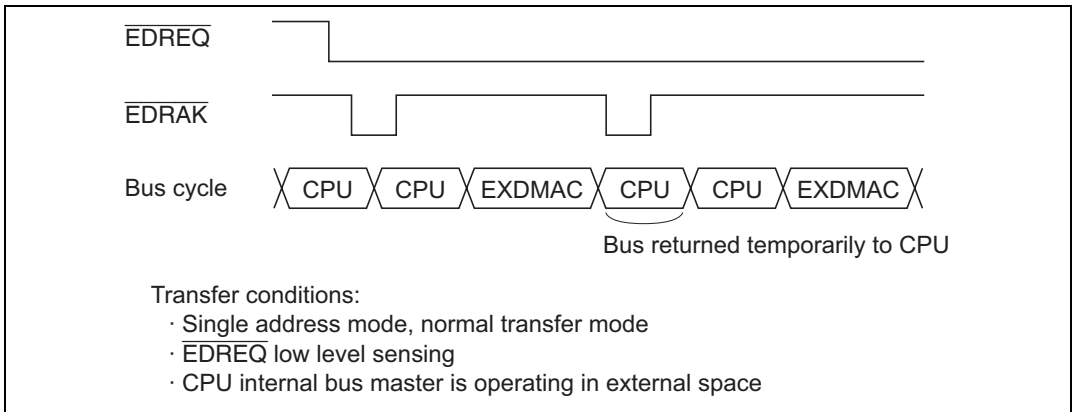 EDREQ
EDRAK
Bus cycle CPU CPU EXDMAC CPU CPU EXDMAC
Bus returned temporarily to CPU
Transfer conditions:
· Single address mode, normal transfer mode
· EDREQ low level sensing
· CPU internal bus master is operating in external space